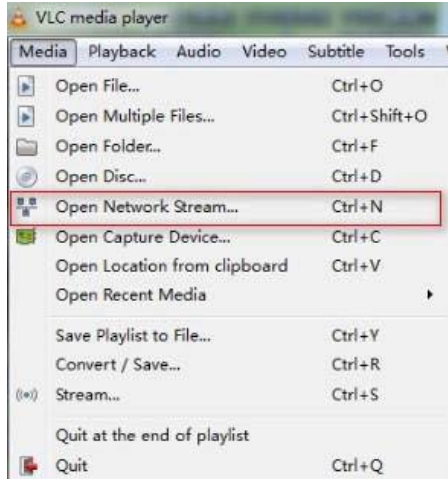 VLC media player
Media Playback Audio Video Subtitle Tools
Open File... Ctrl+O
Open Multiple Files... Ctrl+Shift+O
Open Folder... Ctrl+F
Open Disc... Ctrl+D
Open Network Stream... Ctrl+N
Open Capture Device... Ctrl+C
Open Location from clipboard Ctrl+V
Open Recent Media
Save Playlist to File... Ctrl+Y
Convert / Save... Ctrl+R
Stream... Ctrl+S
Quit at the end of playlist
Quit Ctrl+Q